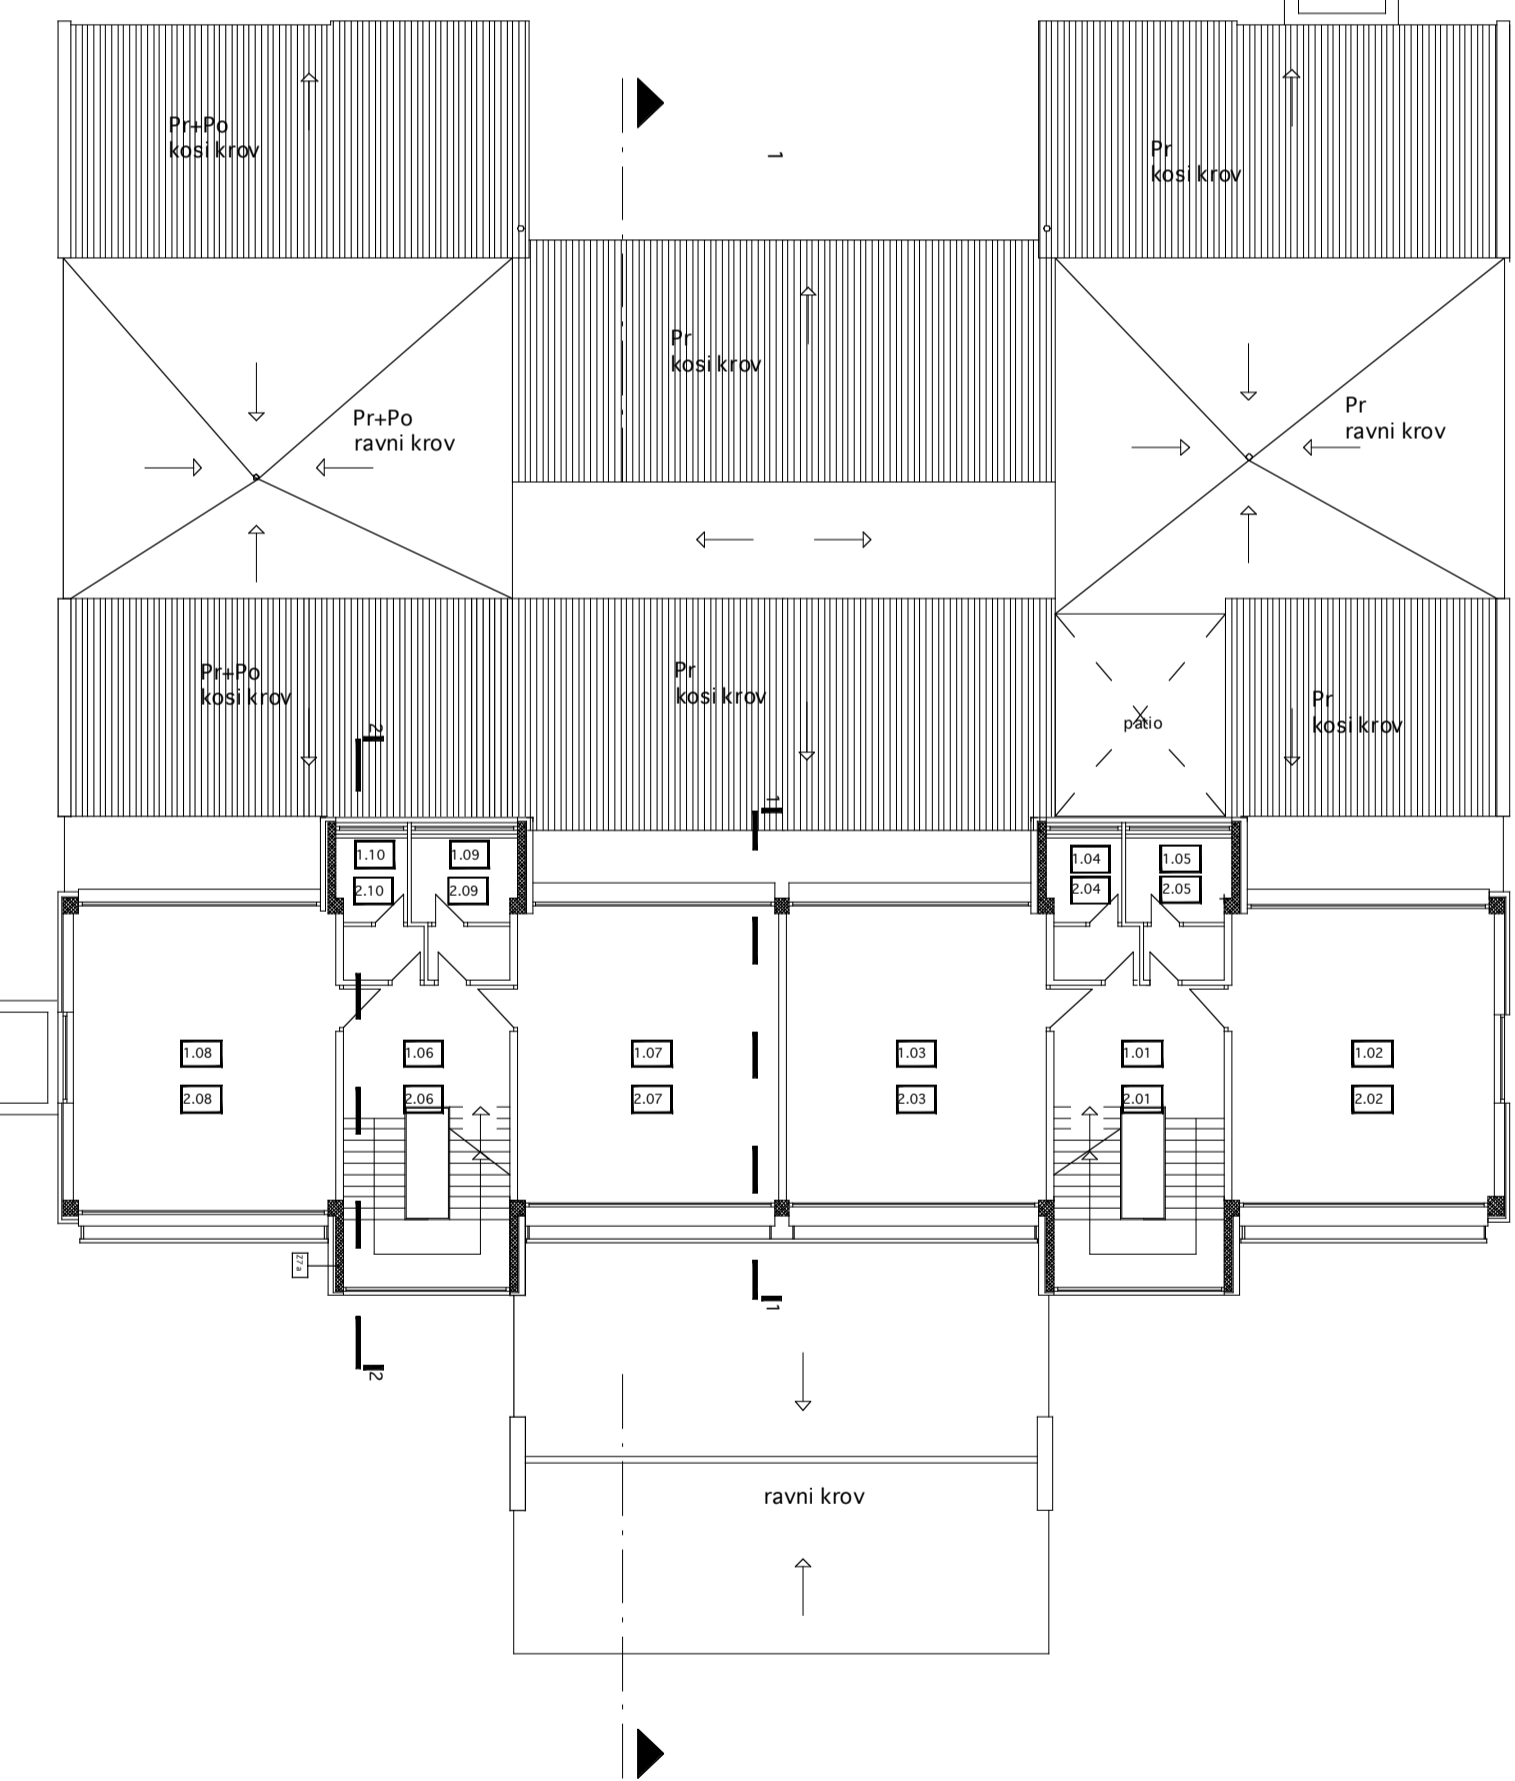 Pr+Po
kosi krov
1
Pr
kosi krov
Pr
kosi krov
Pr+Po
ravni krov
Pr
ravni krov
Pr+Po
kosi krov
Pr
kosi krov
patio
Pr
kosi krov
2
1
1.10
1.09
1.04
1.05
2.10
2.09
2.04
2.05
1.08
1.06
1.07
1.03
1.01
1.02
2.08
2.06
2.07
2.03
2.01
2.02
Z7a
1
2
ravni krov